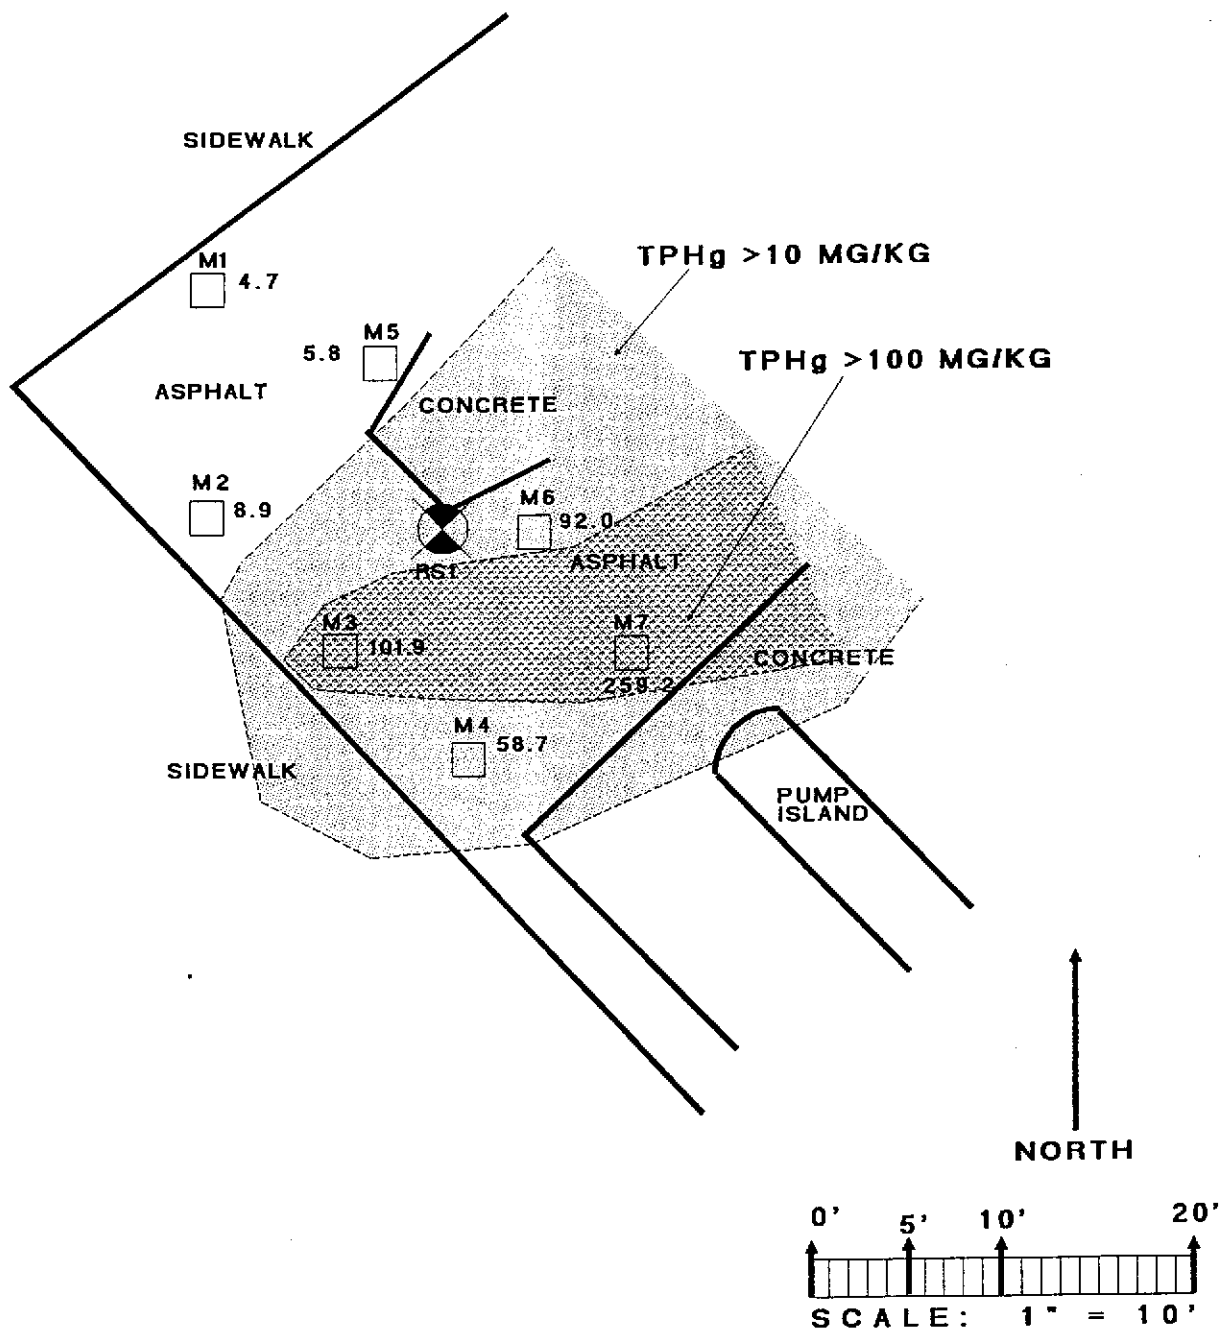 SIDEWALK
TPHg >10 MG/KG
M1
4.7
M5
5.8
TPHg >100 MG/KG
ASPHALT
CONCRETE
M2
8.9
M6
92.0
ASPHALT
RS1
M3
101.9
M7
259.2
CONCRETE
M4
58.7
SIDEWALK
PUMP
ISLAND
NORTH
0' 5' 10' 20'
SCALE: 1" = 10'